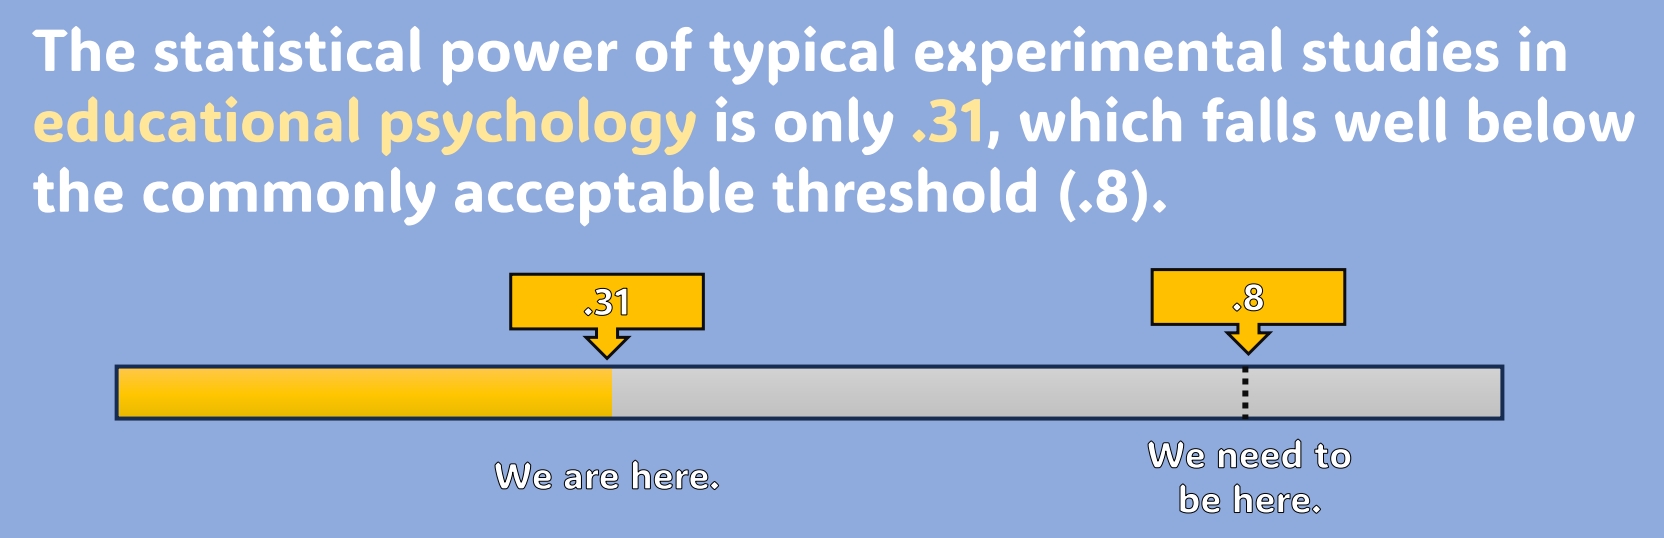 The statistical power of typical experimental studies in
educational psychology is only .31, which falls well below
the commonly acceptable threshold (.8).
.31
.8
We are here.
We need to
be here.